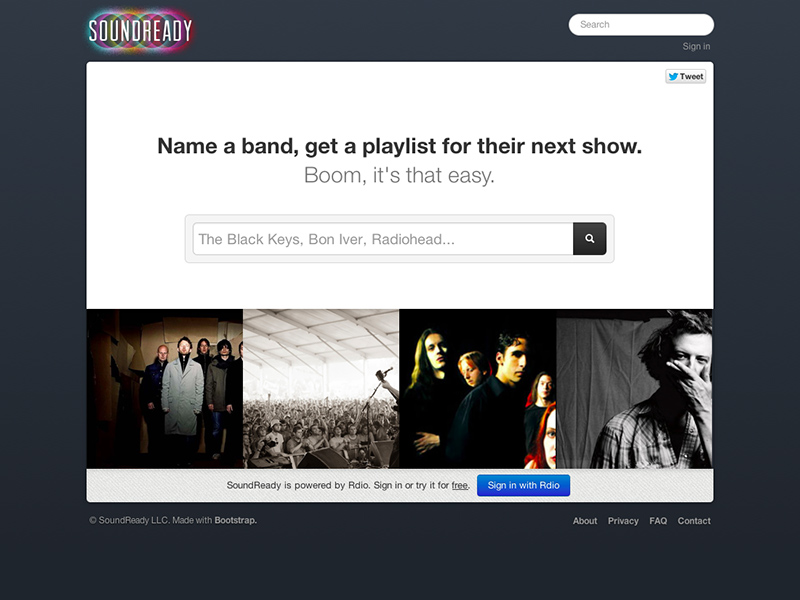 SOUNDREADY
Search
Sign in
Tweet
Name a band, get a playlist for their next show.
Boom, it's that easy.
The Black Keys, Bon Iver, Radiohead...
SoundReady is powered by Rdio. Sign in or try it for free.
Sign in with Rdio
© SoundReady LLC. Made with Bootstrap.
About Privacy FAQ Contact